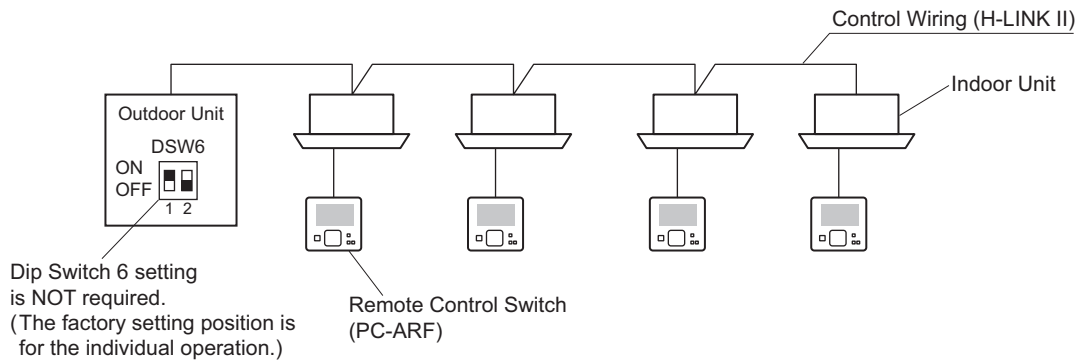 Control Wiring (H-LINK II)
Outdoor Unit
Indoor Unit
DSW6
ON
OFF
1 2
Dip Switch 6 setting
is NOT required.
(The factory setting position is
for the individual operation.)
Remote Control Switch
(PC-ARF)